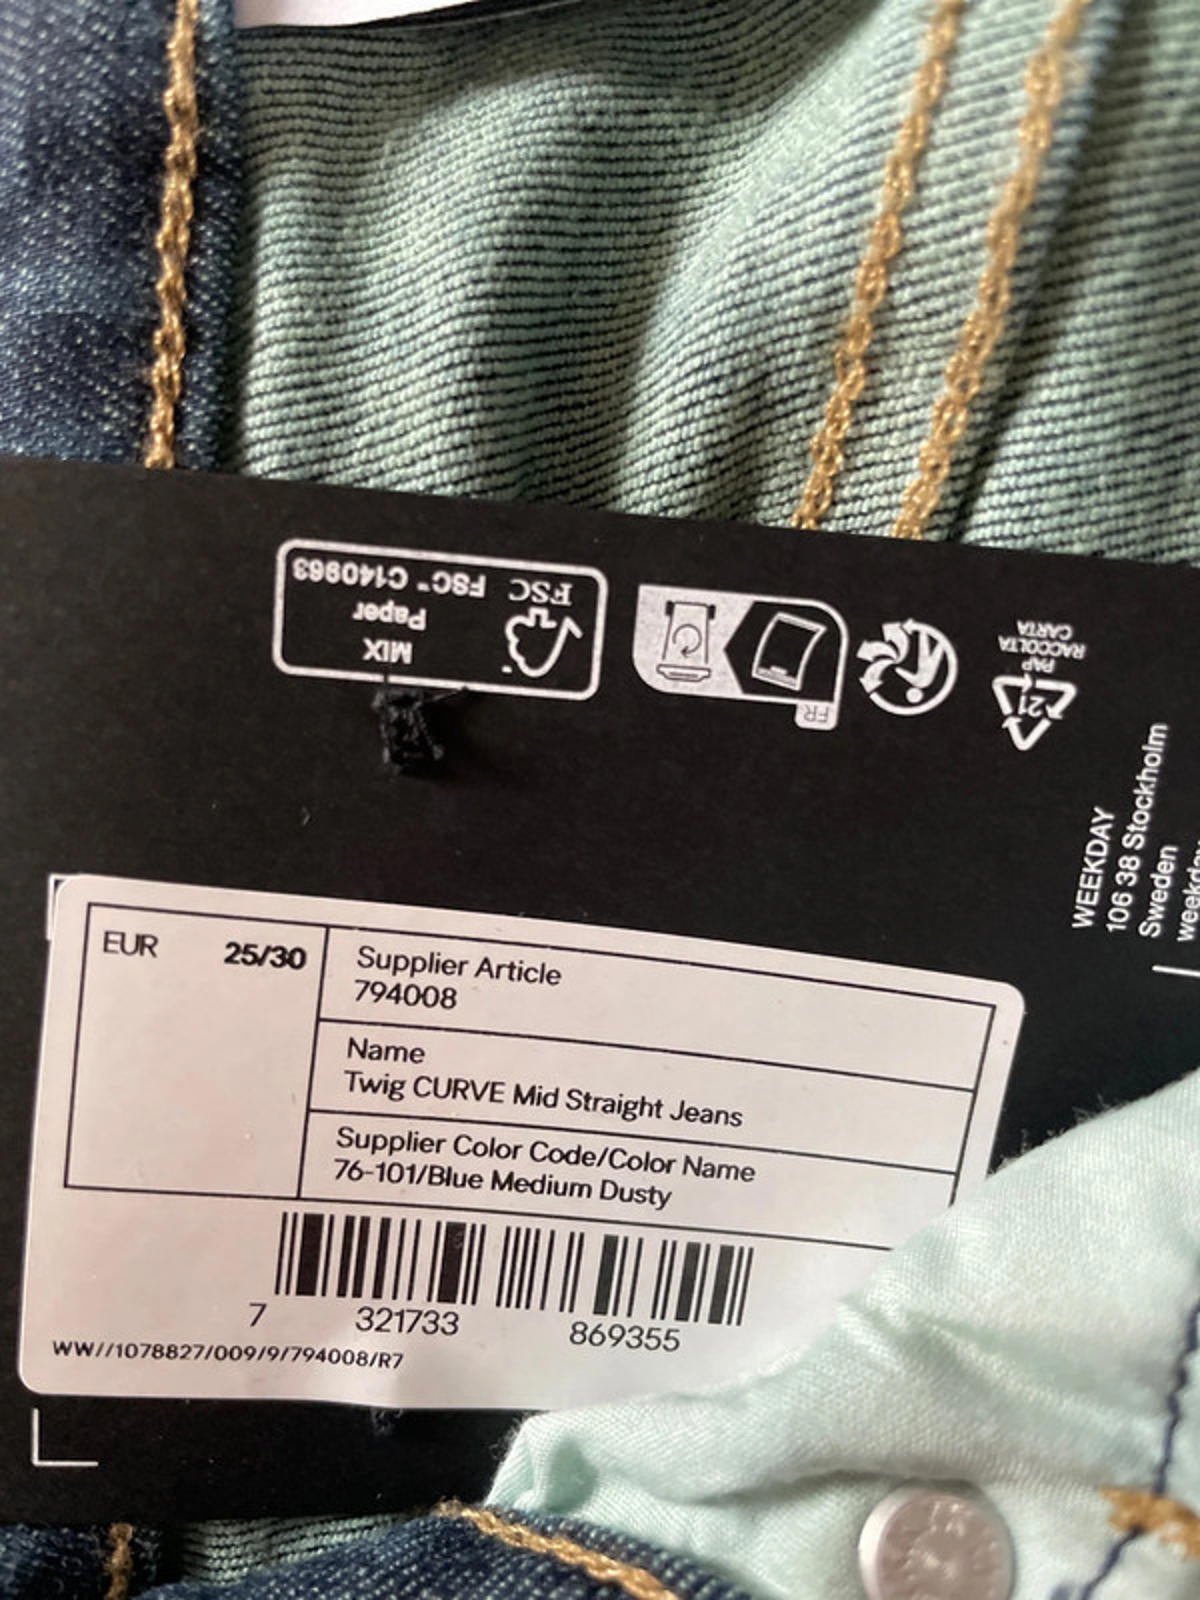 MIX
Paper
FSC
FSC™ C140963
FR
21
PAP
RACCOLTA
CARTA
WEEKDAY
106 38 Stockholm
Sweden
EUR 25/30
Supplier Article
794008
Name
Twig CURVE Mid Straight Jeans
Supplier Color Code/Color Name
76-101/Blue Medium Dusty
7 321733 869355
WW//1078827/009/9/794008/R7